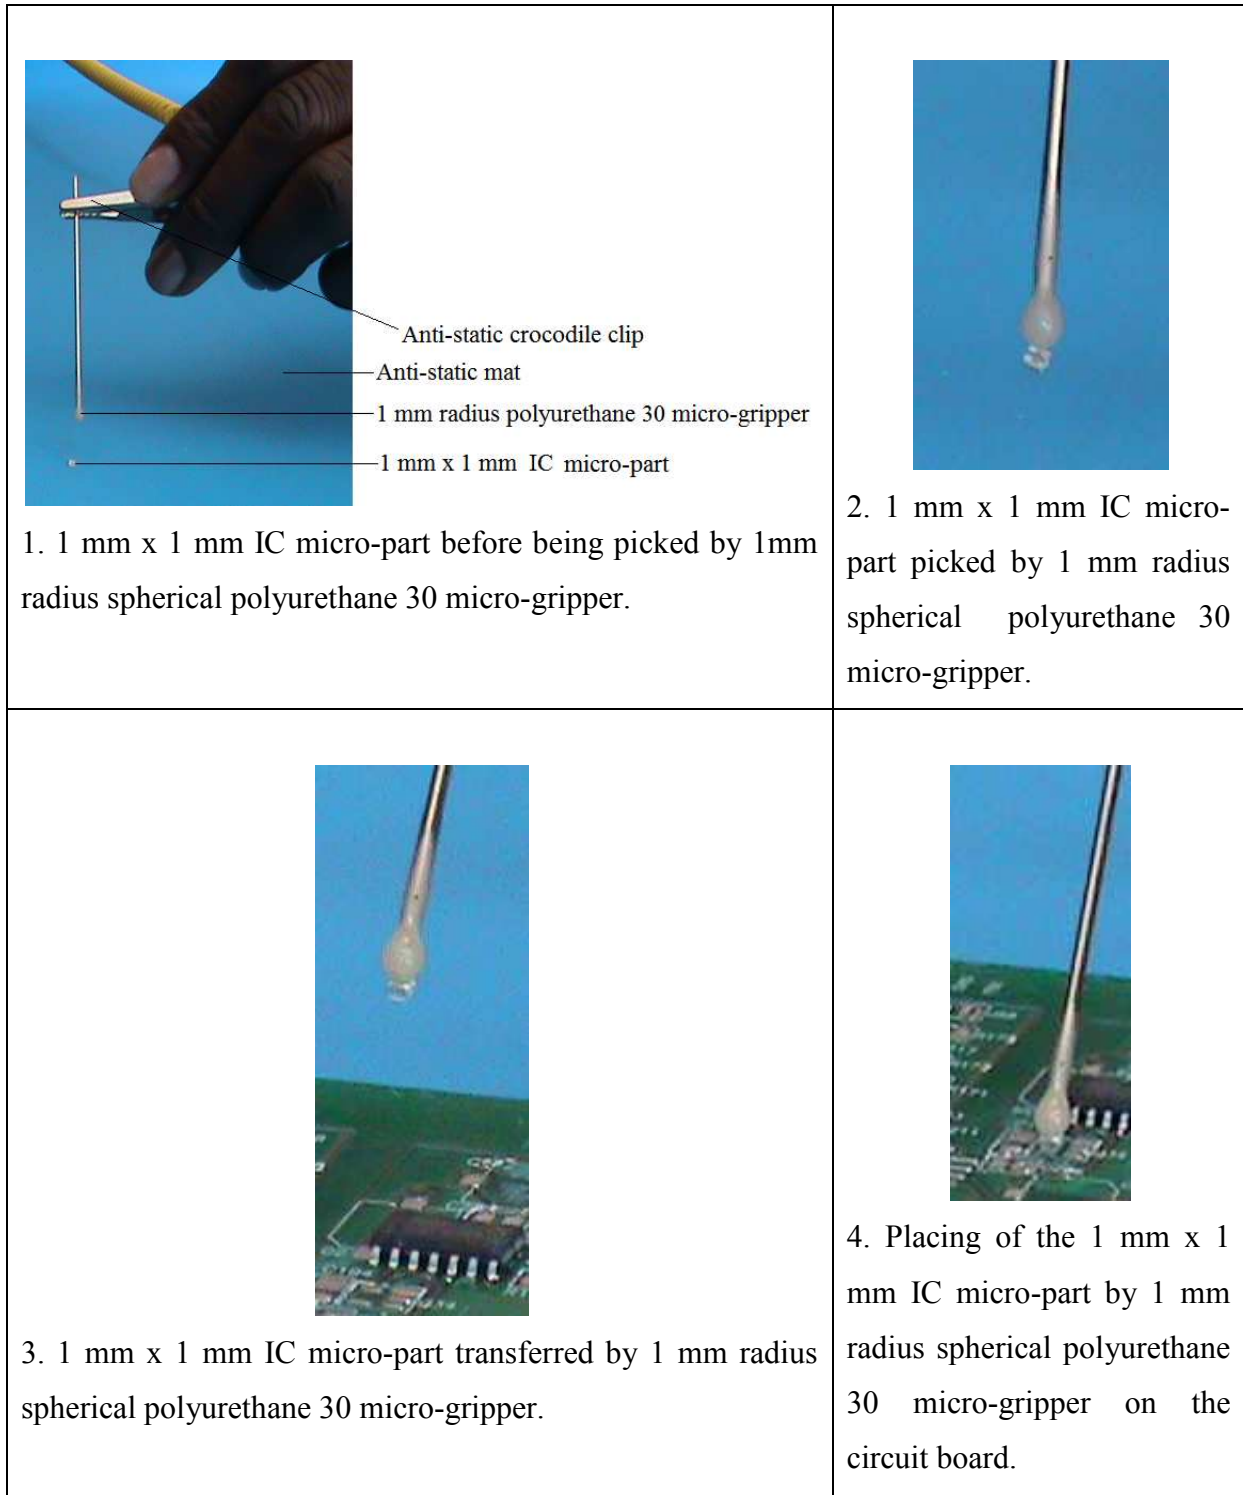 Anti-static crocodile clip
Anti-static mat
1 mm radius polyurethane 30 micro-gripper
1 mm x 1 mm IC micro-part
1. 1 mm x 1 mm IC micro-part before being picked by 1mm
radius spherical polyurethane 30 micro-gripper.
2. 1 mm x 1 mm IC micro-
part picked by 1 mm radius
spherical polyurethane 30
micro-gripper.
3. 1 mm x 1 mm IC micro-part transferred by 1 mm radius
spherical polyurethane 30 micro-gripper.
4. Placing of the 1 mm x 1
mm IC micro-part by 1 mm
radius spherical polyurethane
30 micro-gripper on the
circuit board.